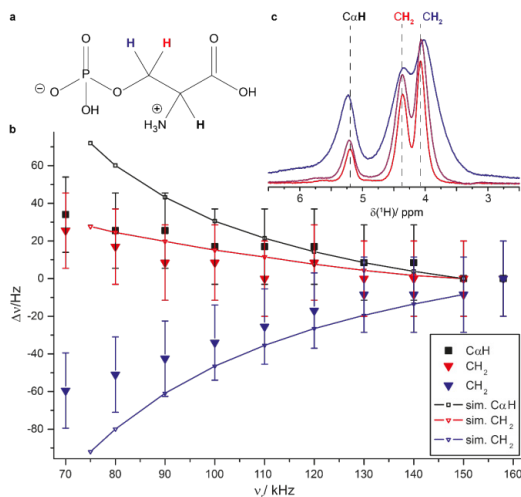 a
O
H
H
O
P
O
OH
OH
⊖O
⊕
H3N
H
c
CαH
CH2
CH2
6
5
4
3
δ(1H)/ ppm
b
60
40
20
0
-20
-40
-60
-80
Δν/Hz
70
80
90
100
110
120
130
140
150
160
νr/ kHz
CαH
CH2
CH2
sim. CαH
sim. CH2
sim. CH2